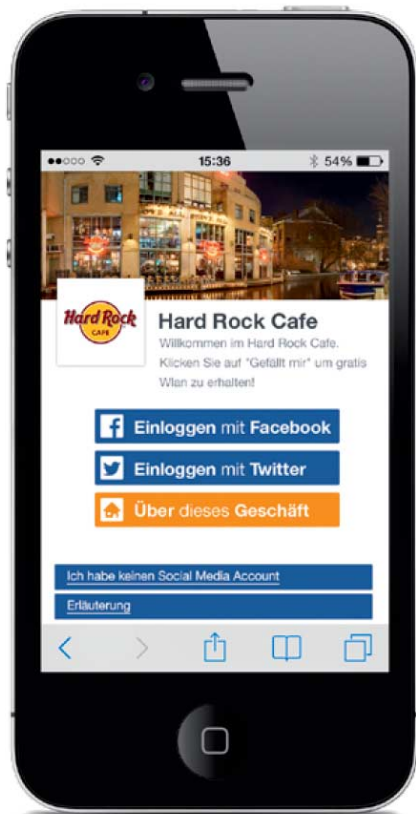 15:36
54%
Hard Rock
CAFE
Hard Rock Cafe
Willkommen im Hard Rock Cafe.
Klicken Sie auf "Gefällt mir" um gratis
Wlan zu erhalten!
Einloggen mit Facebook
Einloggen mit Twitter
Über dieses Geschäft
Ich habe keinen Social Media Account
Erläuterung